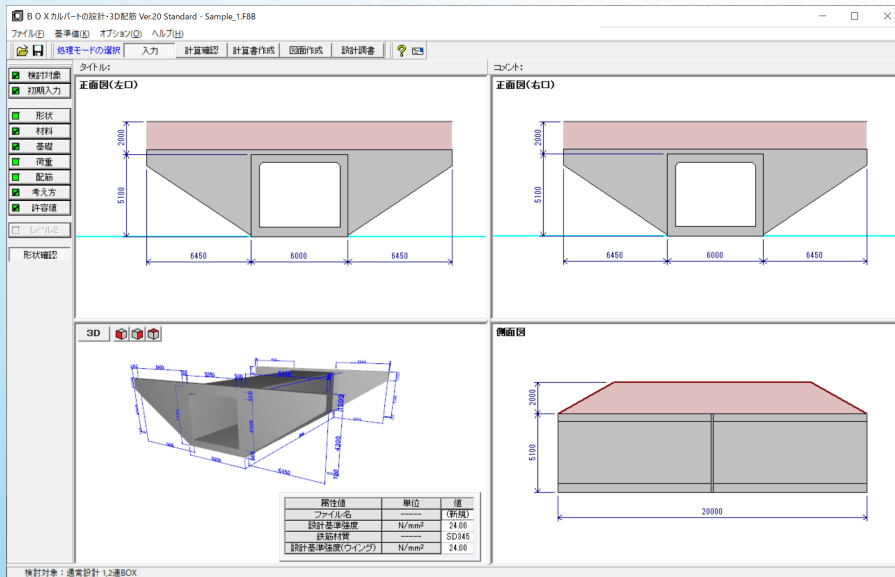 BOXカルバートの設計・3D配筋 Ver.20 Standard - Sample_1.F8B
ファイル(F) 基準値(K) オプション(O) ヘルプ(H)
処理モードの選択 入力 計算確認 計算書作成 図面作成 設計調書 ?
検討対象
初期入力
形状
材料
基礎
荷重
配筋
考え方
許容値
レベル2
形状確認
タイトル:
正面図(左口)
2000
5100
6450 6000 6450
コメント:
正面図(右口)
2000
5100
6450 6000 6450
3D
属性値 単位 値
ファイル名 ----- (新規)
設計基準強度 N/mm² 24.00
鉄筋材質 ----- SD345
設計基準強度(ウイング) N/mm² 24.00
側面図
2000
5100
20000
検討対象:通常設計 1,2連BOX